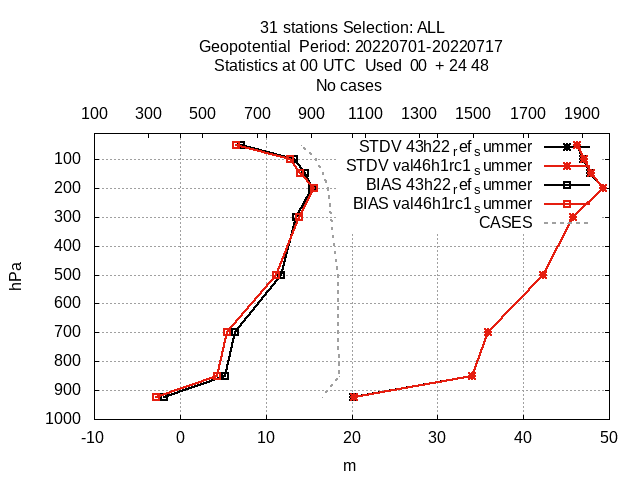 31 stations Selection: ALL
Geopotential Period: 20220701-20220717
Statistics at 00 UTC Used 00 + 24 48
No cases
100 300 500 700 900 1100 1300 1500 1700 1900
STDV 43h22_ref_summer
STDV val46h1rc1_summer
BIAS 43h22_ref_summer
BIAS val46h1rc1_summer
CASES
100
200
300
400
500
600
700
800
900
1000
hPa
-10 0 10 20 30 40 50
m